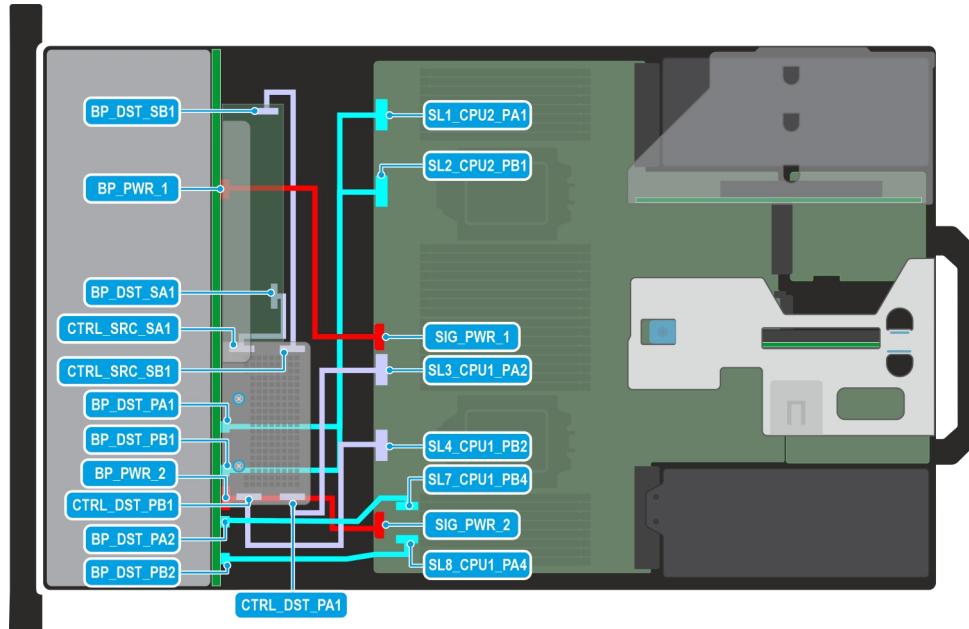 BP_DST_SB1
BP_PWR_1
BP_DST_SA1
CTRL_SRC_SA1
CTRL_SRC_SB1
BP_DST_PA1
BP_DST_PB1
BP_PWR_2
CTRL_DST_PB1
BP_DST_PA2
BP_DST_PB2
CTRL_DST_PA1
SL1_CPU2_PA1
SL2_CPU2_PB1
SIG_PWR_1
SL3_CPU1_PA2
SL4_CPU1_PB2
SL7_CPU1_PB4
SIG_PWR_2
SL8_CPU1_PA4